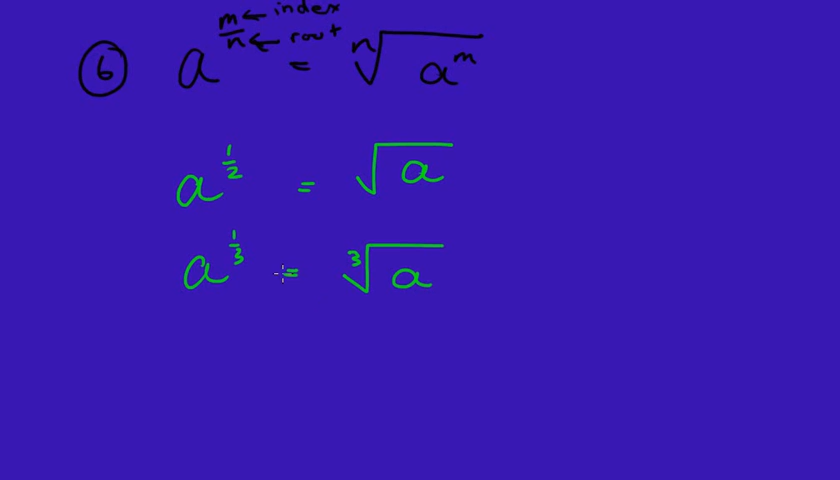 ⑥ a^(m/n) = ⁿ√(a^m)
m ← index
n ← root
a^(1/2) = √a
a^(1/3) = ³√a